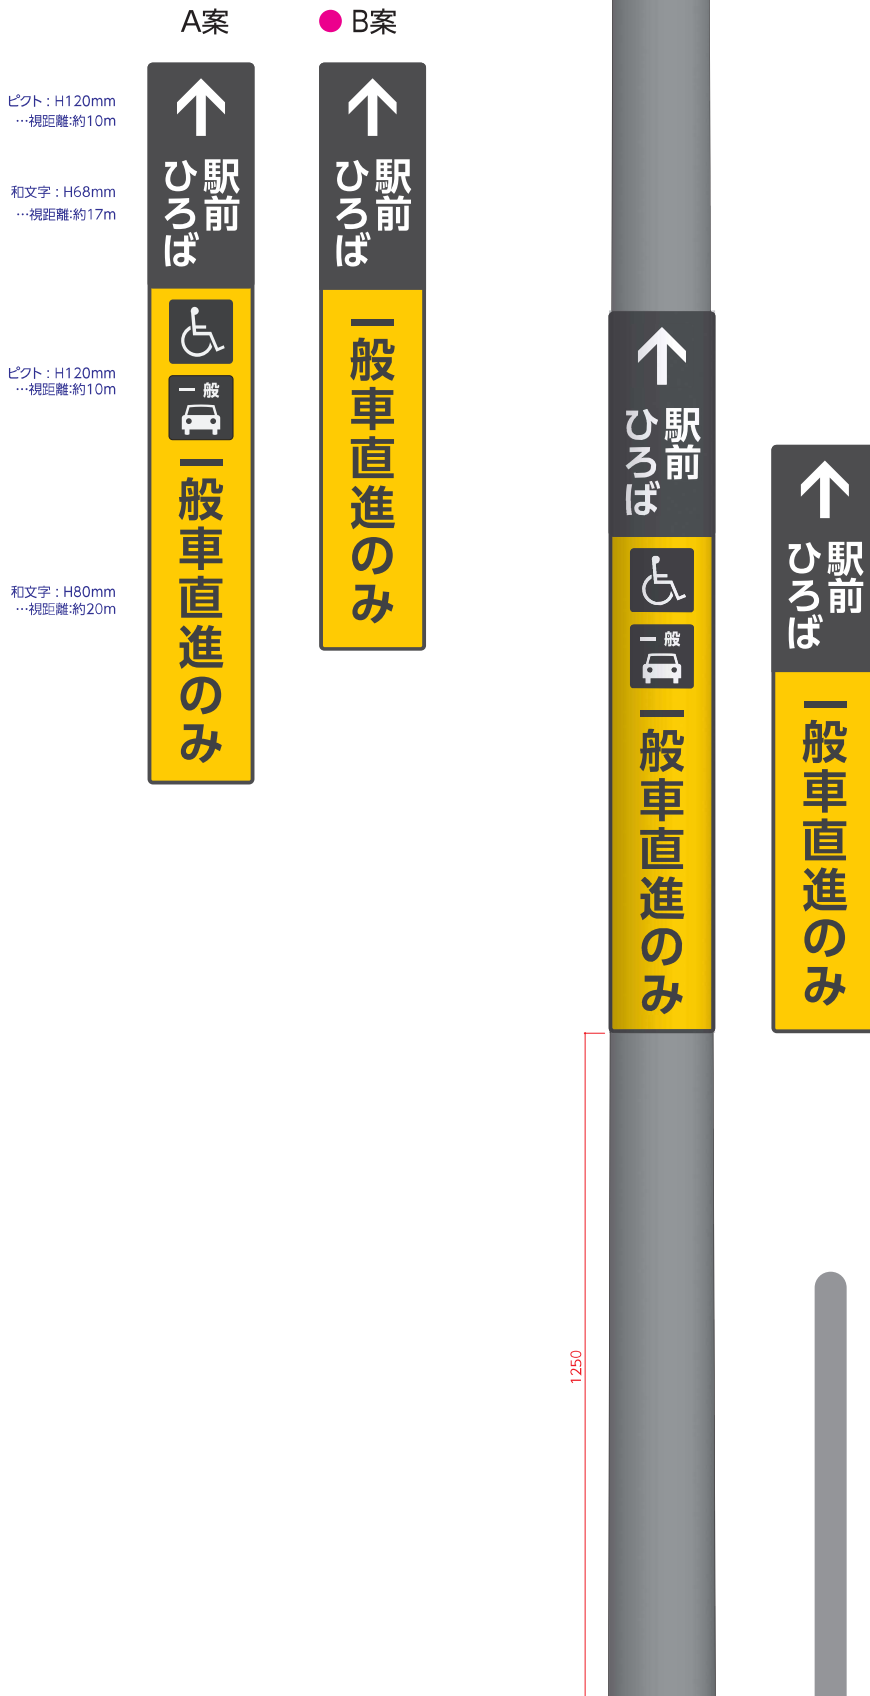 A案
B案
ピクト：H120mm
…視距離:約10m
和文字：H68mm
…視距離:約17m
ピクト：H120mm
…視距離:約10m
和文字：H80mm
…視距離:約20m
駅前
ひろば
一般
一般車直進のみ
駅前
ひろば
一般車直進のみ
駅前
ひろば
一般
一般車直進のみ
駅前
ひろば
一般車直進のみ
1250